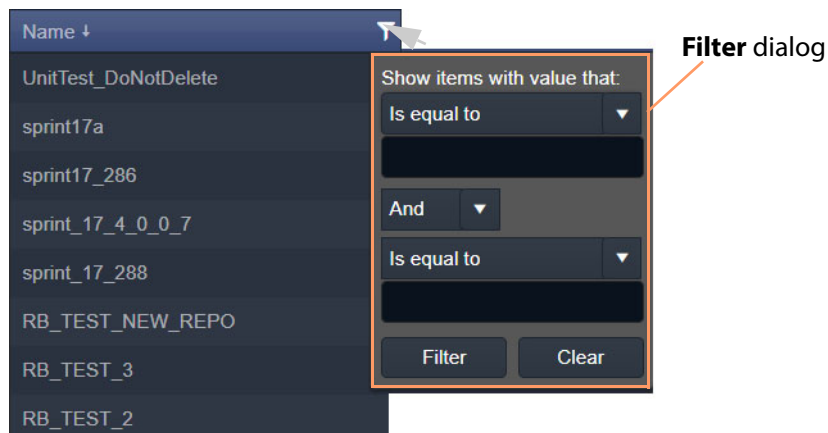 Name ↓
UnitTest_DoNotDelete
sprint17a
sprint17_286
sprint_17_4_0_0_7
sprint_17_288
RB_TEST_NEW_REPO
RB_TEST_3
RB_TEST_2
Show items with value that:
Is equal to
And
Is equal to
Filter
Clear
Filter dialog